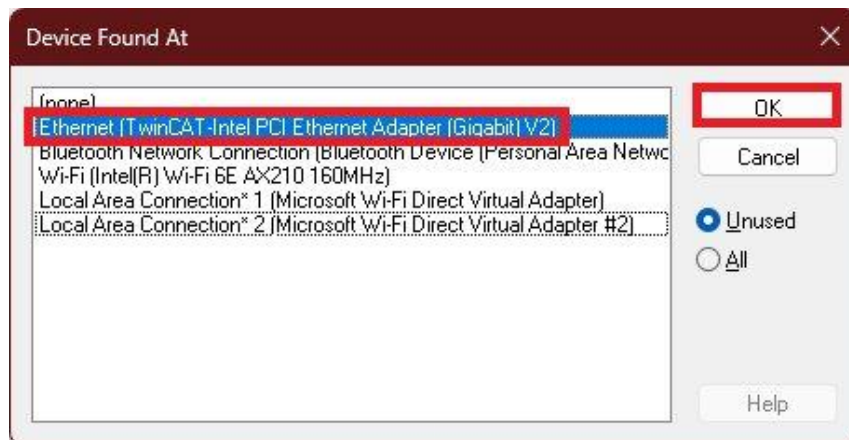 Device Found At
(none)
Ethernet (TwinCAT-Intel PCI Ethernet Adapter (Gigabit) V2)
Bluetooth Network Connection (Bluetooth Device (Personal Area Netwc
Wi-Fi (Intel(R) Wi-Fi 6E AX210 160MHz)
Local Area Connection* 1 (Microsoft Wi-Fi Direct Virtual Adapter)
Local Area Connection* 2 (Microsoft Wi-Fi Direct Virtual Adapter #2)
OK
Cancel
Unused
All
Help